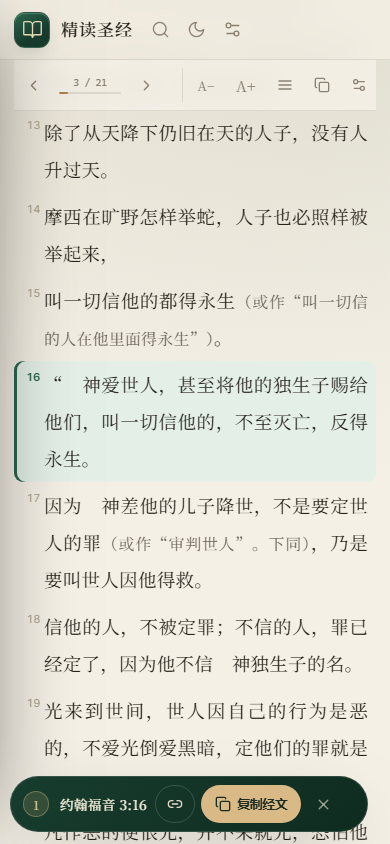 精读圣经
3 / 21
A− A+
13 除了从天降下仍旧在天的人子，没有人
升过天。
14 摩西在旷野怎样举蛇，人子也必照样被
举起来，
15 叫一切信他的都得永生（或作“叫一切信
的人在他里面得永生”）。
16 “　神爱世人，甚至将他的独生子赐给
他们，叫一切信他的，不至灭亡，反得
永生。
17 因为　神差他的儿子降世，不是要定世
人的罪（或作“审判世人”。下同），乃是
要叫世人因他得救。
18 信他的人，不被定罪；不信的人，罪已
经定了，因为他不信　神独生子的名。
19 光来到世间，世人因自己的行为是恶
的，不爱光倒爱黑暗，定他们的罪就是
1 约翰福音 3:16 复制经文